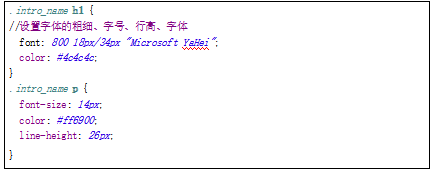 .intro_name h1 {
//设置字体的粗细、字号、行高、字体
font: 800 18px/34px "Microsoft YaHei";
color: #4c4c4c;
}
.intro_name p {
font-size: 14px;
color: #ff6900;
line-height: 26px;
}